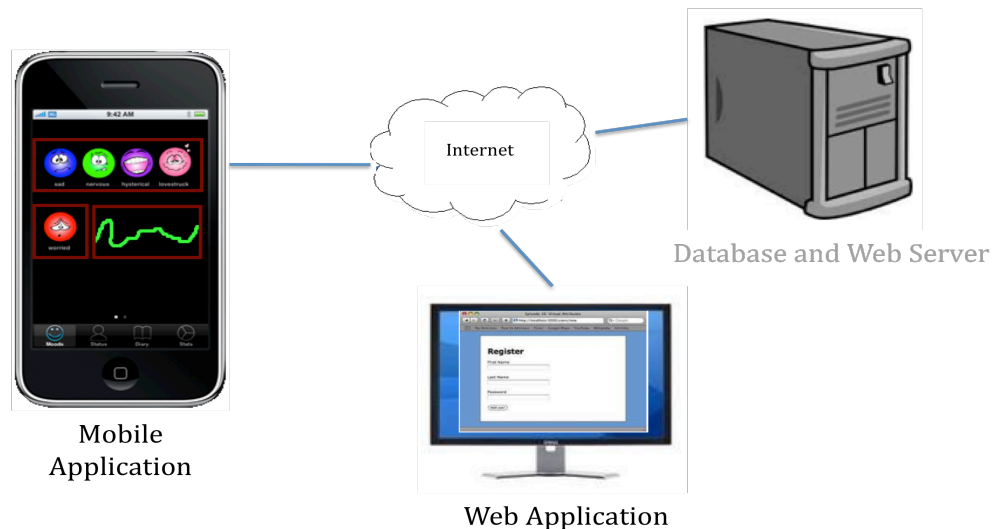 9:42 AM
sad nervous hysterical lovestruck
worried
Moods Status Diary Stats
Mobile
Application
Internet
Database and Web Server
Register
First Name
Last Name
Password
Web Application